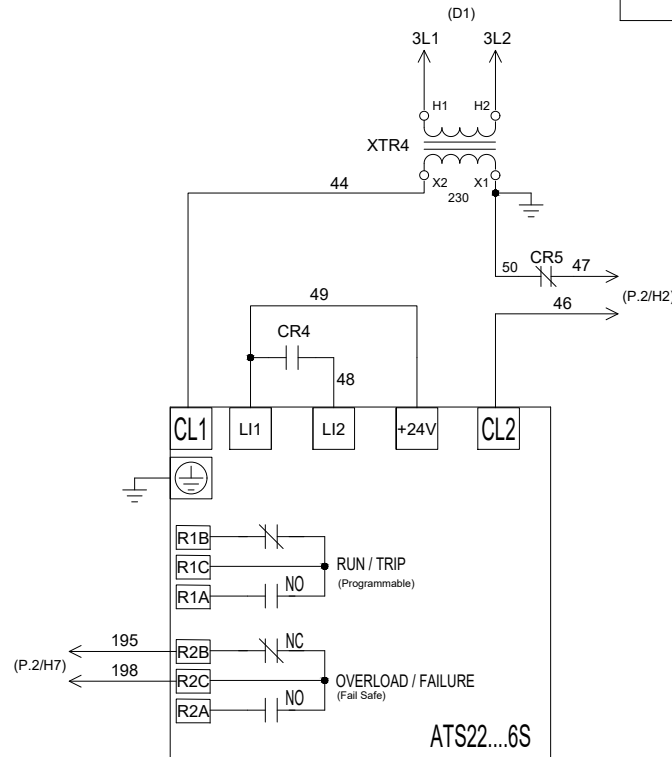 (D1)
3L1 3L2
H1 H2
XTR4
X2 X1
44
230
50 CR5 47
(P.2/H2)
46
49
CR4
48
CL1 LI1 LI2 +24V CL2
R1B
R1C RUN / TRIP
(Programmable)
R1A NO
195 R2B NC
(P.2/H7)
198 R2C OVERLOAD / FAILURE
(Fail Safe)
R2A NO
ATS22....6S